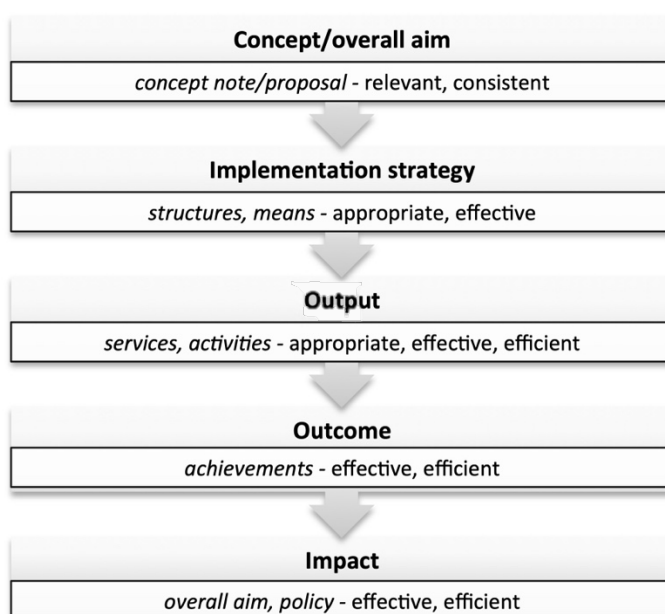 Concept/overall aim
concept note/proposal - relevant, consistent
Implementation strategy
structures, means - appropriate, effective
Output
services, activities - appropriate, effective, efficient
Outcome
achievements - effective, efficient
Impact
overall aim, policy - effective, efficient